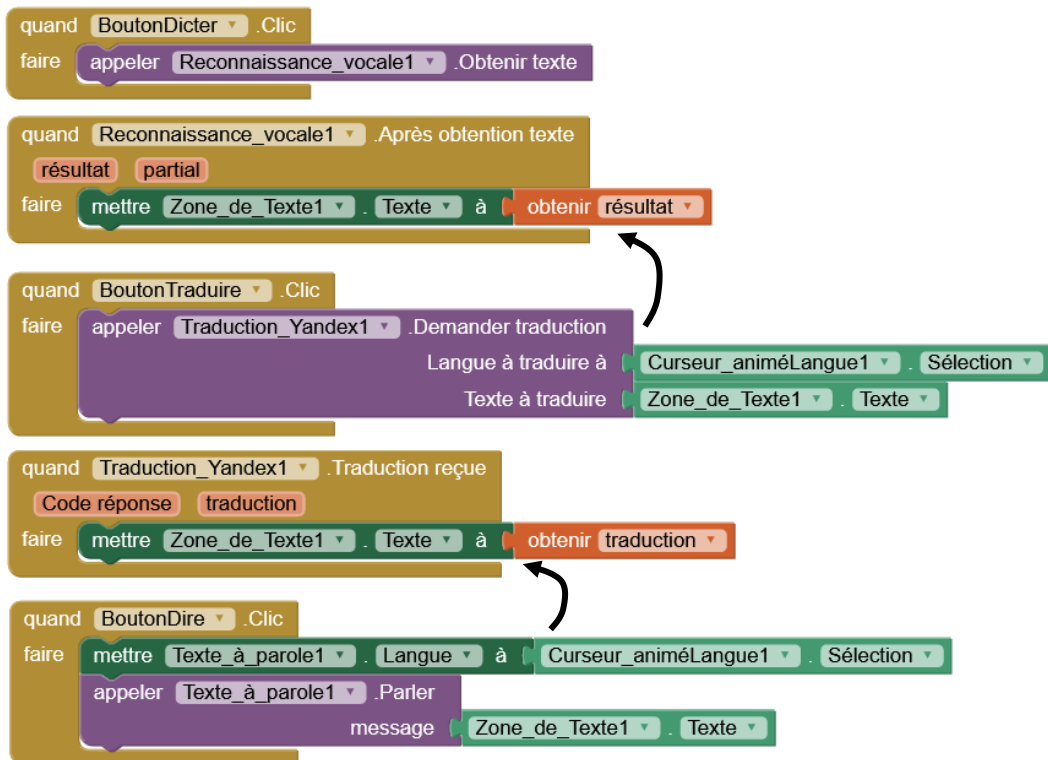 quand BoutonDicter .Clic
faire appeler Reconnaissance_vocale1 .Obtenir texte
quand Reconnaissance_vocale1 .Après obtention texte
résultat partial
faire mettre Zone_de_Texte1 . Texte à obtenir résultat
quand BoutonTraduire .Clic
faire appeler Traduction_Yandex1 .Demander traduction
Langue à traduire à Curseur_animéLangue1 . Sélection
Texte à traduire Zone_de_Texte1 . Texte
quand Traduction_Yandex1 .Traduction reçue
Code réponse traduction
faire mettre Zone_de_Texte1 . Texte à obtenir traduction
quand BoutonDire .Clic
faire mettre Texte_à_parole1 . Langue à Curseur_animéLangue1 . Sélection
appeler Texte_à_parole1 .Parler
message Zone_de_Texte1 . Texte